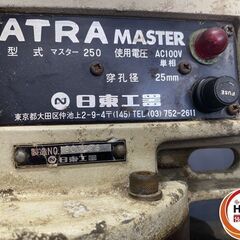 ATRA MASTER
型式 マスター 250 使用電圧 AC100V
単相
穿孔径 25mm
FUSE
日東工器
東京都大田区仲池上2-9-4〒(145) TEL(03)752-2611
製造NO.
日東工器